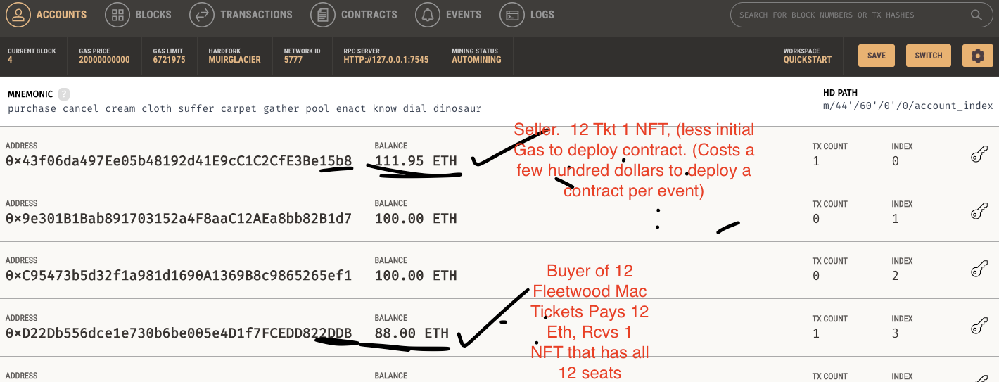 ACCOUNTS BLOCKS TRANSACTIONS CONTRACTS EVENTS LOGS SEARCH FOR BLOCK NUMBERS OR TX HASHES
CURRENT BLOCK GAS PRICE GAS LIMIT HARDFORK NETWORK ID RPC SERVER MINING STATUS WORKSPACE
4 20000000000 6721975 MUIRGLACIER 5777 HTTP://127.0.0.1:7545 AUTOMINING QUICKSTART SAVE SWITCH
MNEMONIC ? HD PATH
purchase cancel cream cloth suffer carpet gather pool enact know dial dinosaur m/44'/60'/0'/0/account_index
Seller. 12 Tkt 1 NFT, (less initial
Gas to deploy contract. (Costs a
few hundred dollars to deploy a
contract per event)
ADDRESS BALANCE TX COUNT INDEX
0×43f06da497Ee05b48192d41E9cC1C2CfE3Be15b8 111.95 ETH 1 0
ADDRESS BALANCE TX COUNT INDEX
0×9e301B1Bab891703152a4F8aaC12AEa8bb82B1d7 100.00 ETH 0 1
ADDRESS BALANCE TX COUNT INDEX
0×C95473b5d32f1a981d1690A1369B8c9865265ef1 100.00 ETH 0 2
Buyer of 12
Fleetwood Mac
Tickets Pays 12
Eth, Rcvs 1
NFT that has all
12 seats
ADDRESS BALANCE TX COUNT INDEX
0×D22Db556dce1e730b6be005e4D1f7FCEDD822DDB 88.00 ETH 1 3
ADDRESS BALANCE TX COUNT INDEX